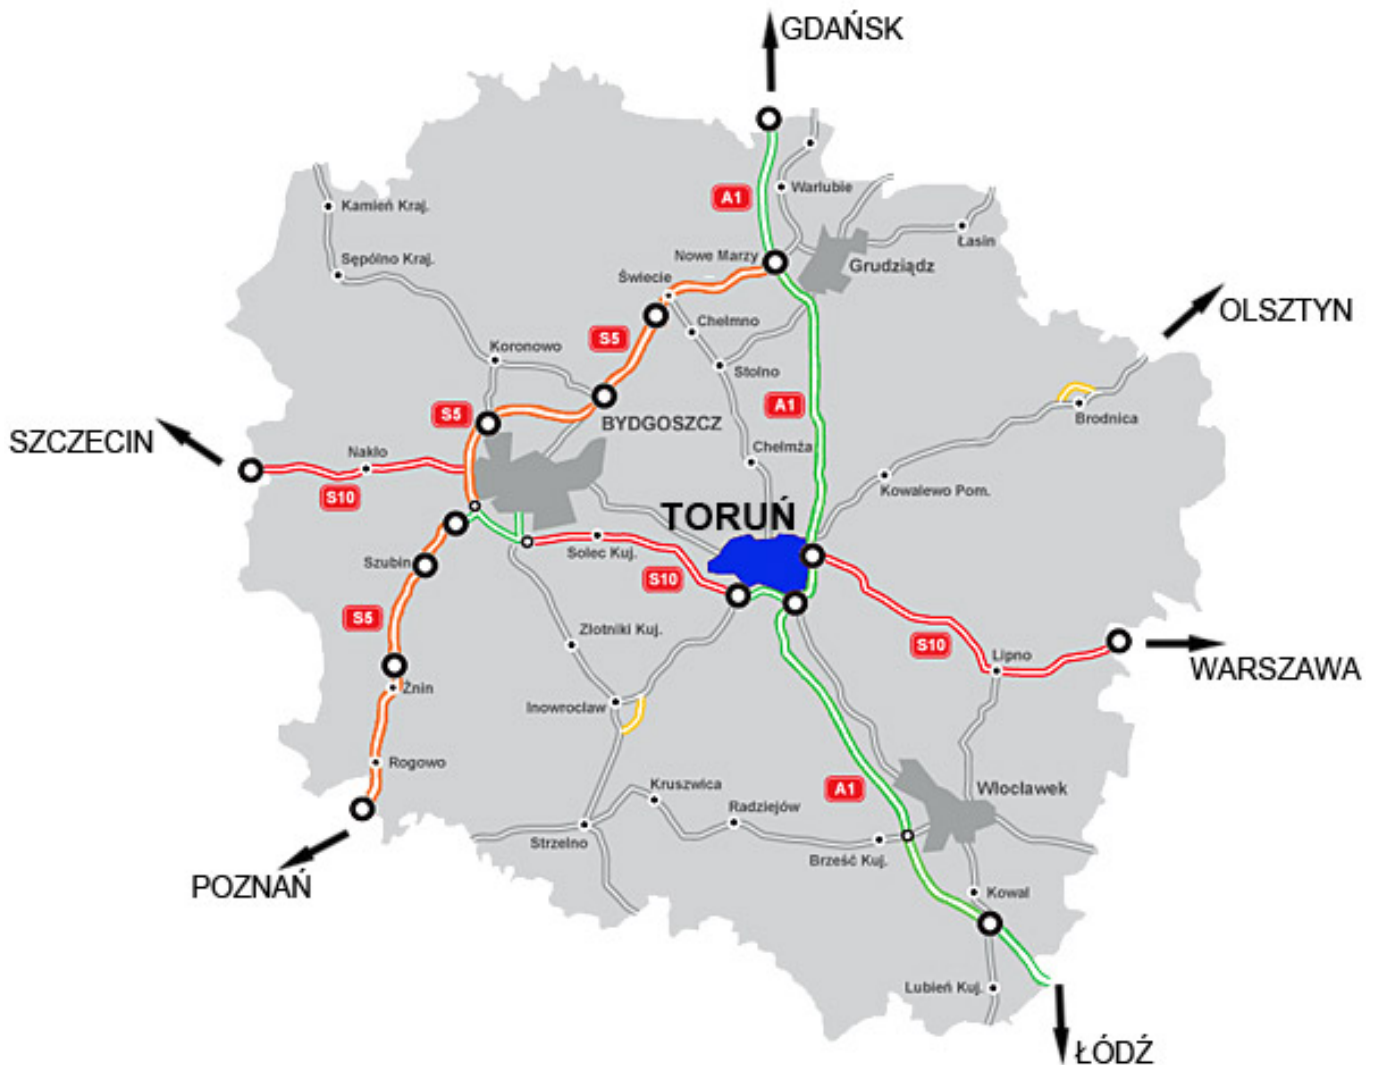 GDAŃSK
Warlubie
A1
Kamień Kraj.
Łasin
Sępólno Kraj.
Nowe Marzy
Grudziądz
Świecie
OLSZTYN
Chełmno
S5
Koronowo
Stolno
A1
S5
BYDGOSZCZ
Brodnica
SZCZECIN
Nakło
Chełmża
Kowalewo Pom.
S10
TORUŃ
Solec Kuj.
Szubin
S10
S5
Złotniki Kuj.
S10
Lipno
WARSZAWA
Żnin
Inowrocław
Rogowo
Kruszwica
A1
Włocławek
Radziejów
Strzelno
Brześć Kuj.
POZNAŃ
Kowal
Lubień Kuj.
ŁÓDŹ